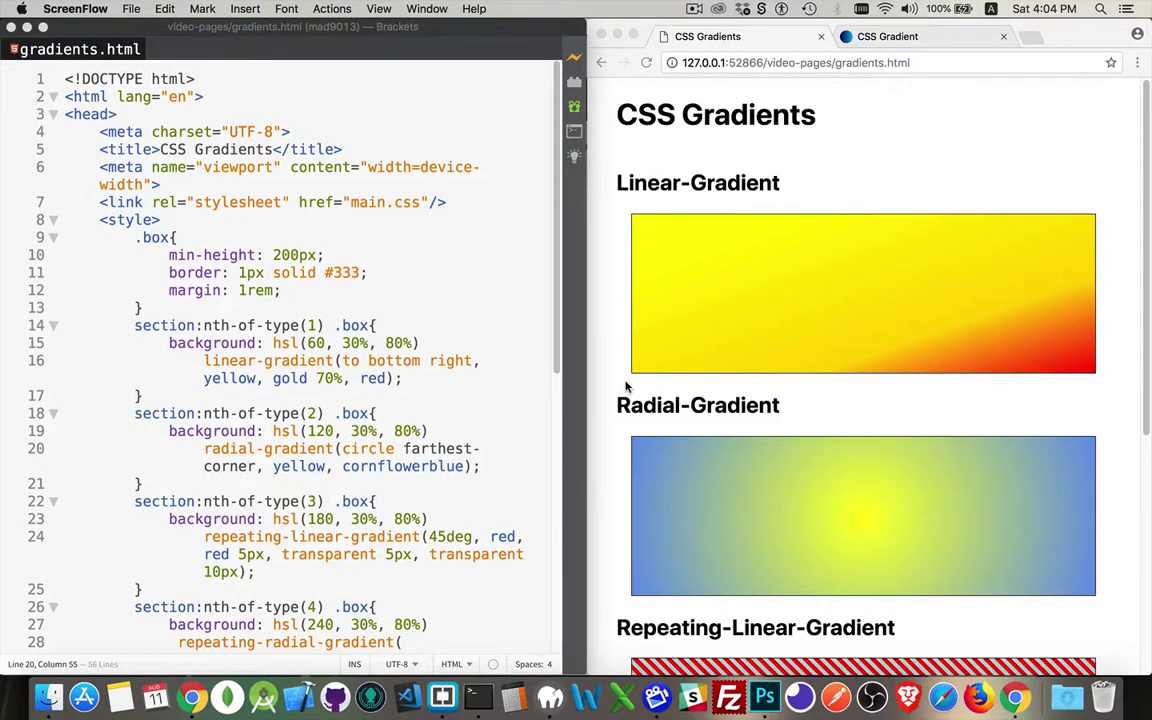 ScreenFlow File Edit Mark Insert Font Actions Arrange View Window Help 100% Sat 4:04 PM
video-pages/gradients.html (mad9013) — Brackets
gradients.html
1 <!DOCTYPE html>
2 <html lang="en">
3 <head>
4 <meta charset="UTF-8">
5 <title>CSS Gradients</title>
6 <meta name="viewport" content="width=device-
width">
7 <link rel="stylesheet" href="main.css"/>
8 <style>
9 .box{
10 min-height: 200px;
11 border: 1px solid #333;
12 margin: 1rem;
13 }
14 section:nth-of-type(1) .box{
15 background: hsl(60, 30%, 80%)
16 linear-gradient(to bottom right,
yellow, gold 70%, red);
17 }
18 section:nth-of-type(2) .box{
19 background: hsl(120, 30%, 80%)
20 radial-gradient(circle farthest-
corner, yellow, cornflowerblue);
21 }
22 section:nth-of-type(3) .box{
23 background: hsl(180, 30%, 80%)
24 repeating-linear-gradient(45deg, red,
red 5px, transparent 5px, transparent
10px);
25 }
26 section:nth-of-type(4) .box{
27 background: hsl(240, 30%, 80%)
28 repeating-radial-gradient(
Line 20, Column 55 — 56 Lines INS UTF-8 HTML Spaces: 4
CSS Gradients CSS Gradient
127.0.0.1:52866/video-pages/gradients.html
CSS Gradients
Linear-Gradient
Radial-Gradient
Repeating-Linear-Gradient